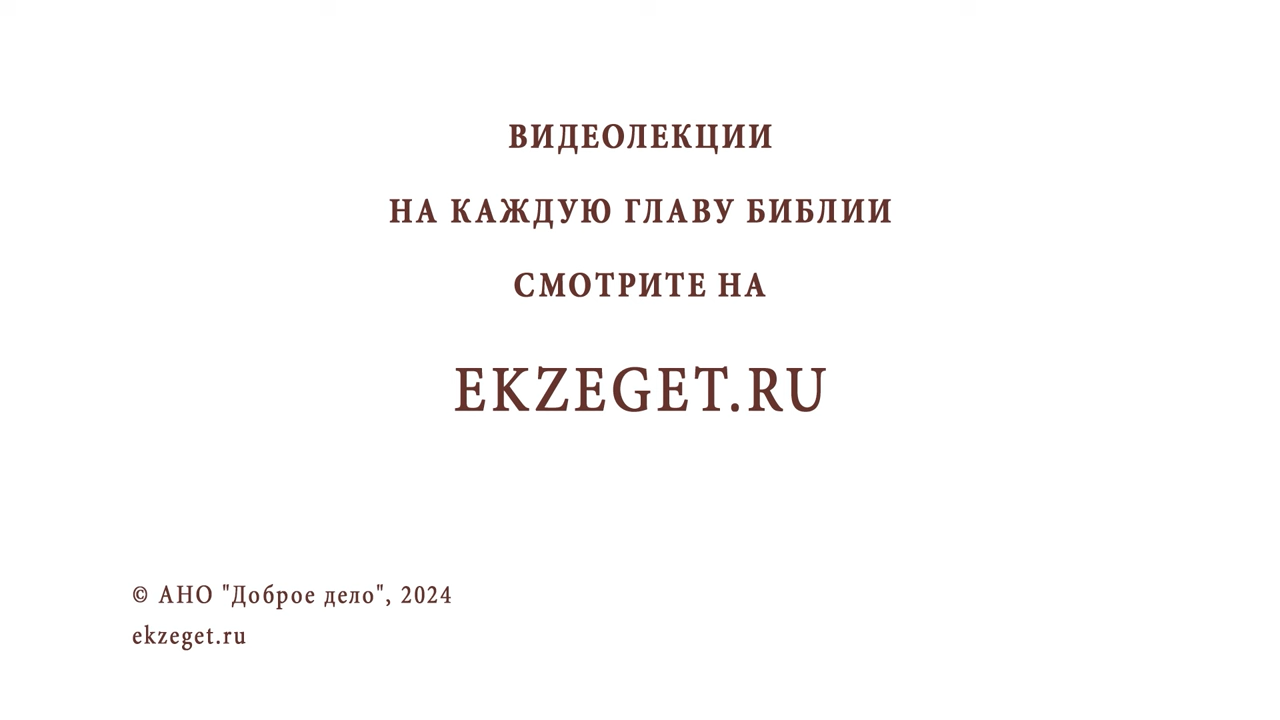 ВИДЕОЛЕКЦИИ
НА КАЖДУЮ ГЛАВУ БИБЛИИ
СМОТРИТЕ НА
EKZEGET.RU
© АНО "Доброе дело", 2024
ekzeget.ru